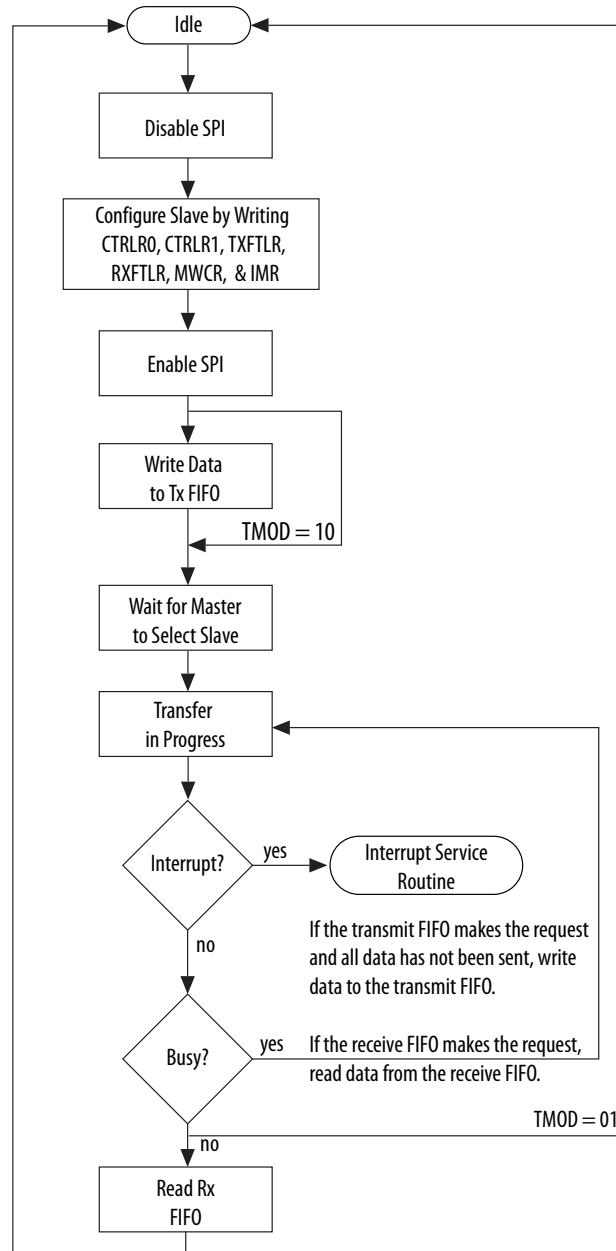 Idle
Disable SPI
Configure Slave by Writing
CTRLR0, CTRLR1, TXFTLR,
RXFTLR, MWCR, & IMR
Enable SPI
Write Data
to Tx FIFO
TMOD = 10
Wait for Master
to Select Slave
Transfer
in Progress
Interrupt?
yes
Interrupt Service
Routine
no
If the transmit FIFO makes the request
and all data has not been sent, write
data to the transmit FIFO.
Busy?
yes
If the receive FIFO makes the request,
read data from the receive FIFO.
TMOD = 01
no
Read Rx
FIFO